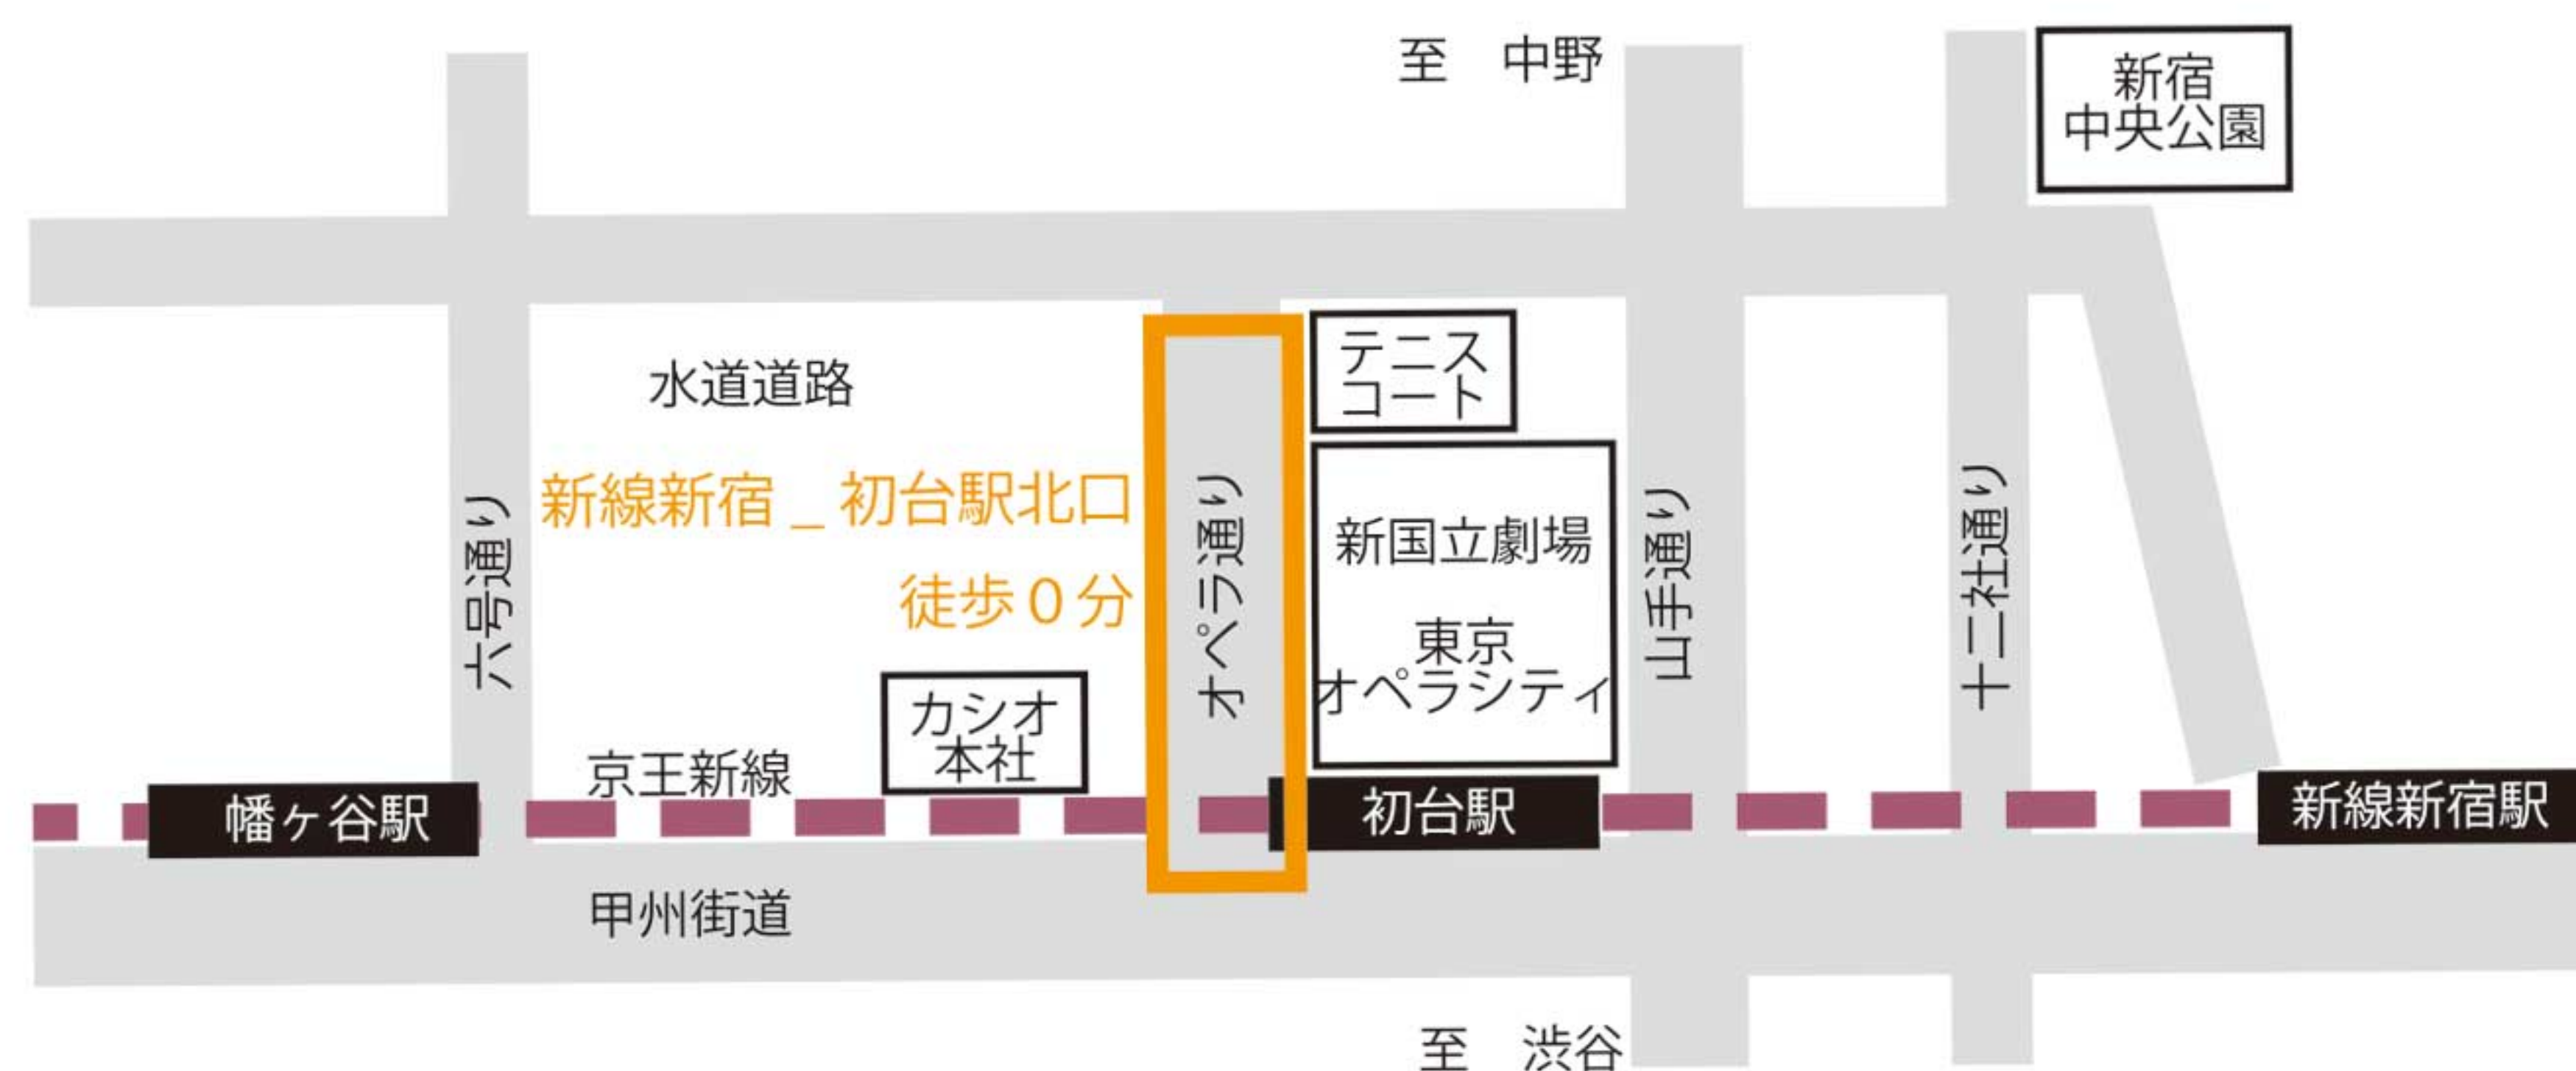 至　中野
新宿
中央公園
テニス
コート
水道道路
新線新宿＿初台駅北口
徒歩０分
六号通り
オペラ通り
新国立劇場
東京
オペラシティ
山手通り
十二社通り
カシオ
本社
京王新線
幡ヶ谷駅
初台駅
新線新宿駅
甲州街道
至　渋谷